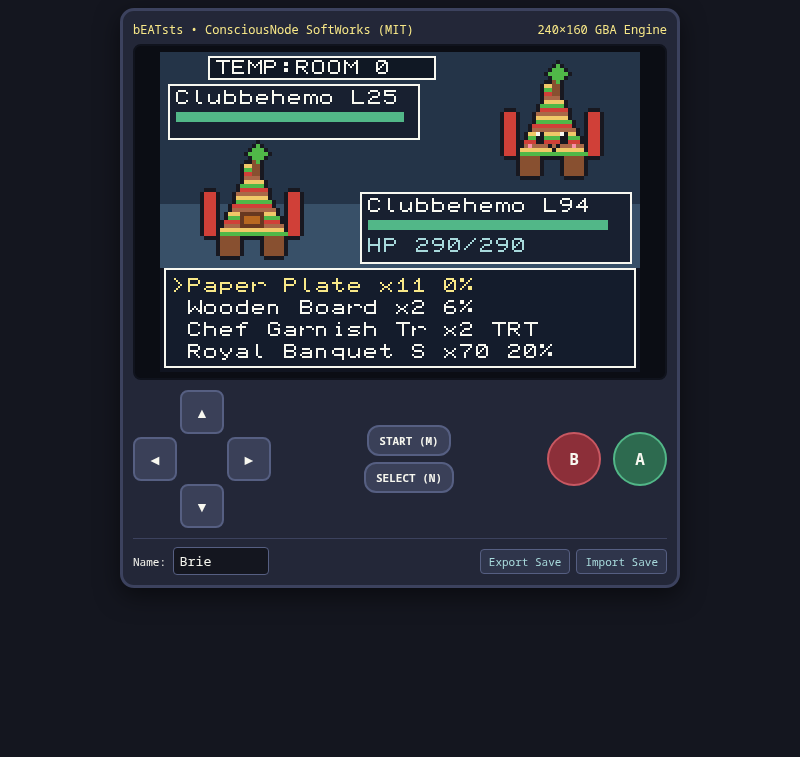 bEATsts • ConsciousNode SoftWorks (MIT)
240×160 GBA Engine
TEMP:ROOM 0
Clubbehemo L25
Clubbehemo L94
HP 290/290
>Paper Plate x11 0%
Wooden Board x2 6%
Chef Garnish Tr x2 TRT
Royal Banquet S x70 20%
▲
◀
▶
▼
START (M)
SELECT (N)
B
A
Name: Brie
Export Save
Import Save